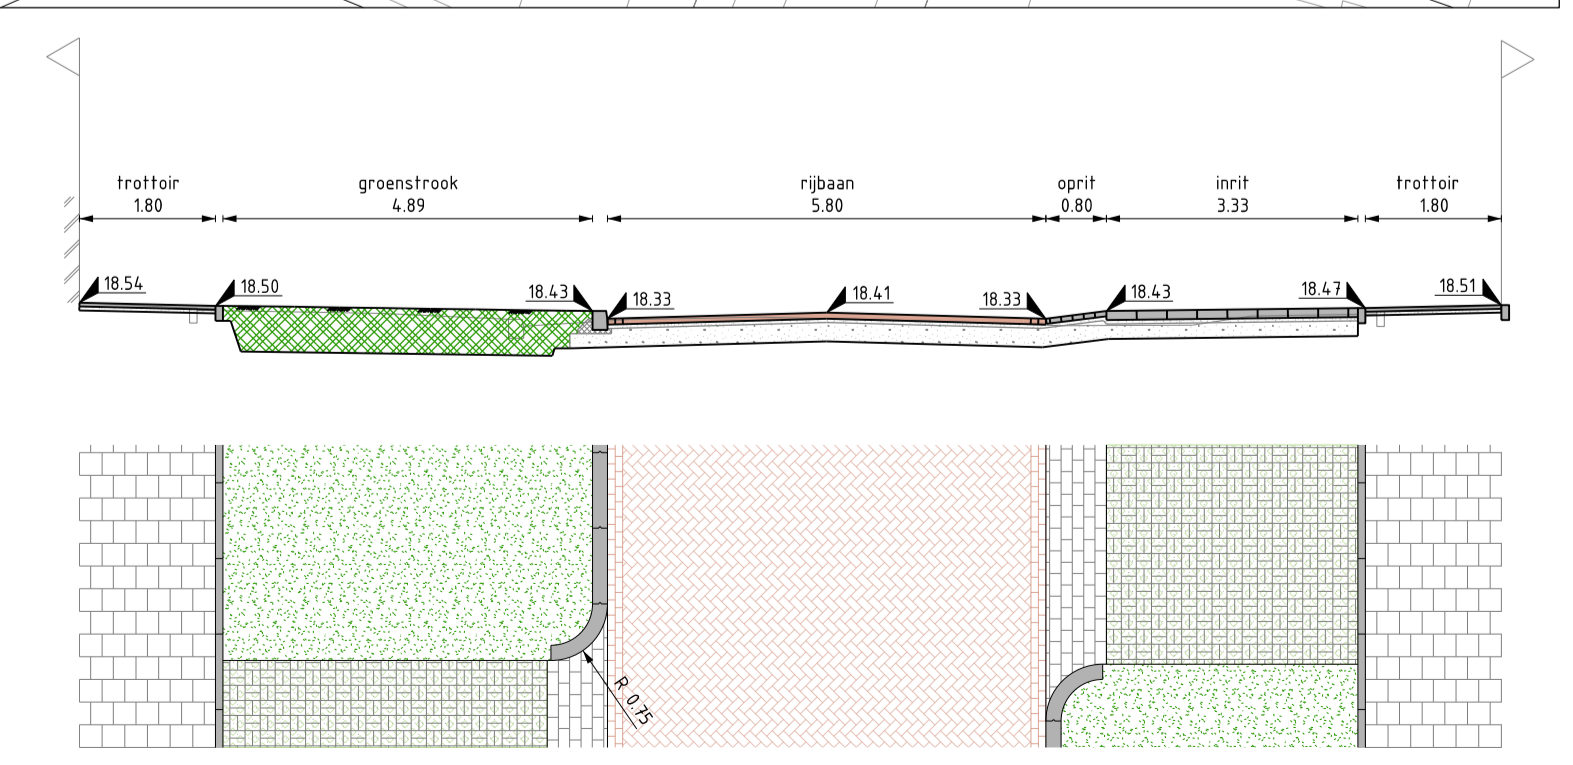 trottoir groenstrook rijbaan oprit inrit trottoir
1.80 4.89 5.80 0.80 3.33 1.80
18.54 18.50 18.43 18.33 18.41 18.33 18.43 18.47 18.51
R 0.75